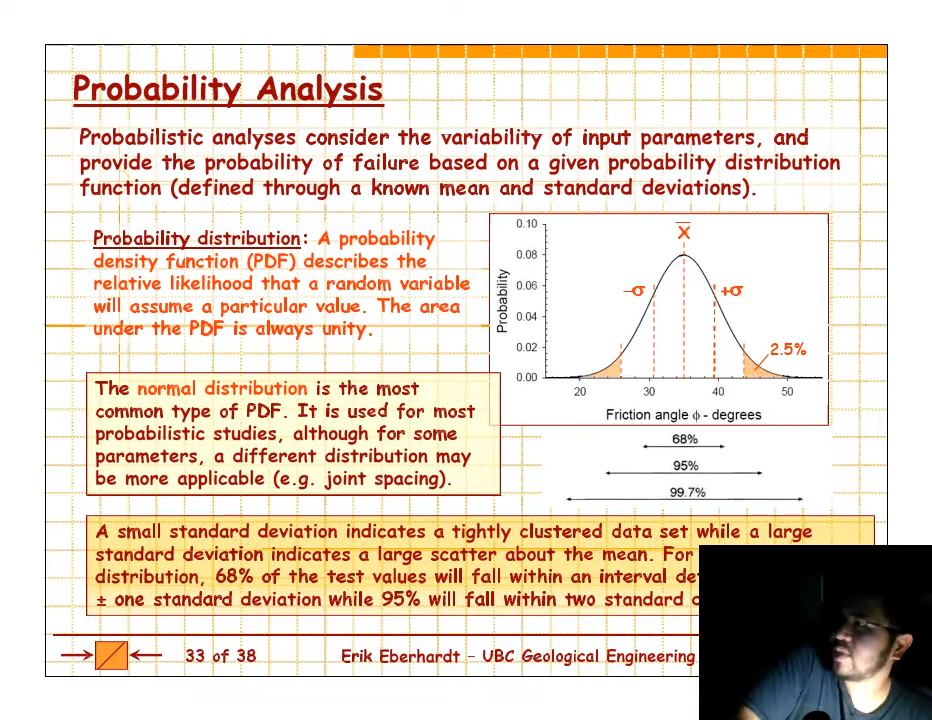 Probability Analysis
Probabilistic analyses consider the variability of input parameters, and
provide the probability of failure based on a given probability distribution
function (defined through a known mean and standard deviations).
Probability distribution: A probability
density function (PDF) describes the
relative likelihood that a random variable
will assume a particular value. The area
under the PDF is always unity.
The normal distribution is the most
common type of PDF. It is used for most
probabilistic studies, although for some
parameters, a different distribution may
be more applicable (e.g. joint spacing).
Probability
0.10
0.08
0.06
0.04
0.02
0.00
x̄
–σ
+σ
2.5%
20 30 40 50
Friction angle ϕ - degrees
68%
95%
99.7%
A small standard deviation indicates a tightly clustered data set while a large
standard deviation indicates a large scatter about the mean. For
distribution, 68% of the test values will fall within an interval
± one standard deviation while 95% will fall within two standard
33 of 38
Erik Eberhardt – UBC Geological Engineering